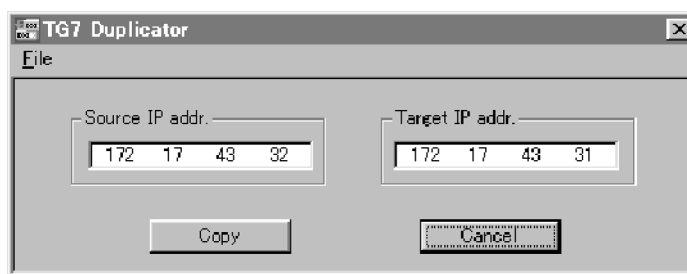 TG7 Duplicator
File
Source IP addr.
172 17 43 32
Target IP addr.
172 17 43 31
Copy
Cancel